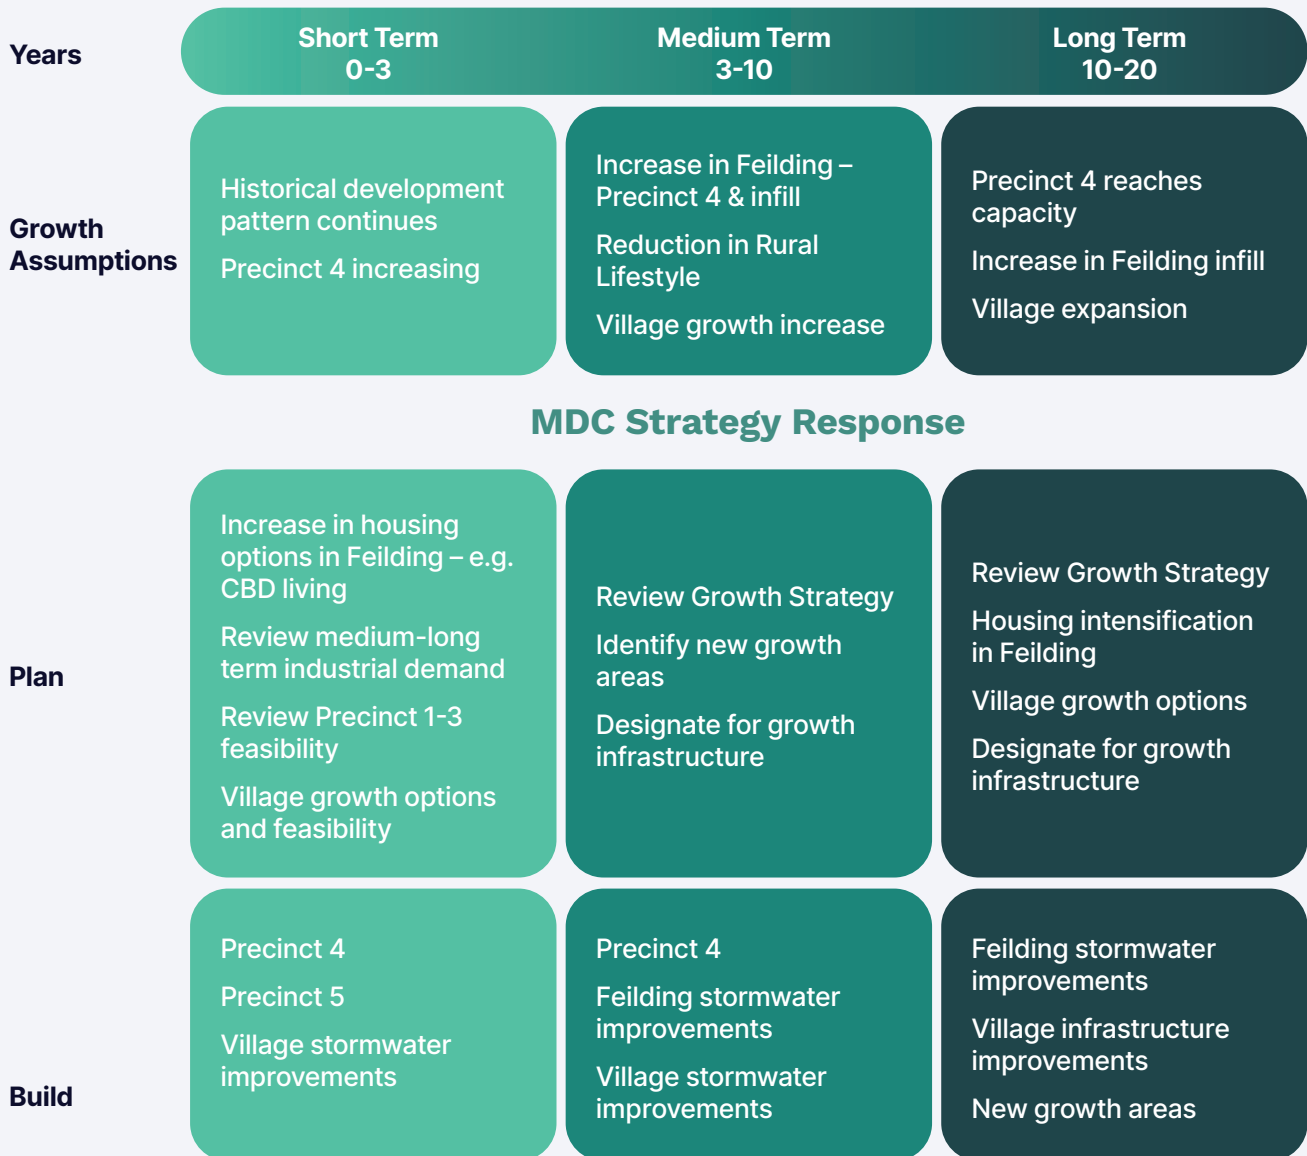 Years
Short Term
0-3
Medium Term
3-10
Long Term
10-20
Growth
Assumptions
Historical development
pattern continues
Precinct 4 increasing
Increase in Feilding –
Precinct 4 & infill
Reduction in Rural
Lifestyle
Village growth increase
Precinct 4 reaches
capacity
Increase in Feilding infill
Village expansion
MDC Strategy Response
Plan
Increase in housing
options in Feilding – e.g.
CBD living
Review medium-long
term industrial demand
Review Precinct 1-3
feasibility
Village growth options
and feasibility
Review Growth Strategy
Identify new growth
areas
Designate for growth
infrastructure
Review Growth Strategy
Housing intensification
in Feilding
Village growth options
Designate for growth
infrastructure
Build
Precinct 4
Precinct 5
Village stormwater
improvements
Precinct 4
Feilding stormwater
improvements
Village stormwater
improvements
Feilding stormwater
improvements
Village infrastructure
improvements
New growth areas